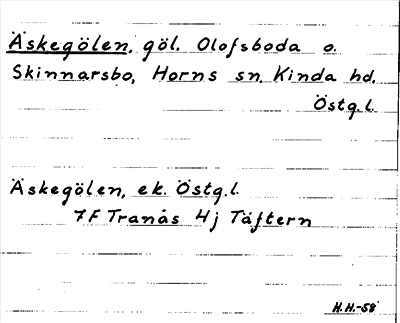 Äskegölen, göl. Olofsboda o.
Skinnarsbo, Horns sn, Kinda hd.
Östg.l.
Äskegölen, ek. Östg.l.
7F Tranås 4j Täftern
H.H.-58